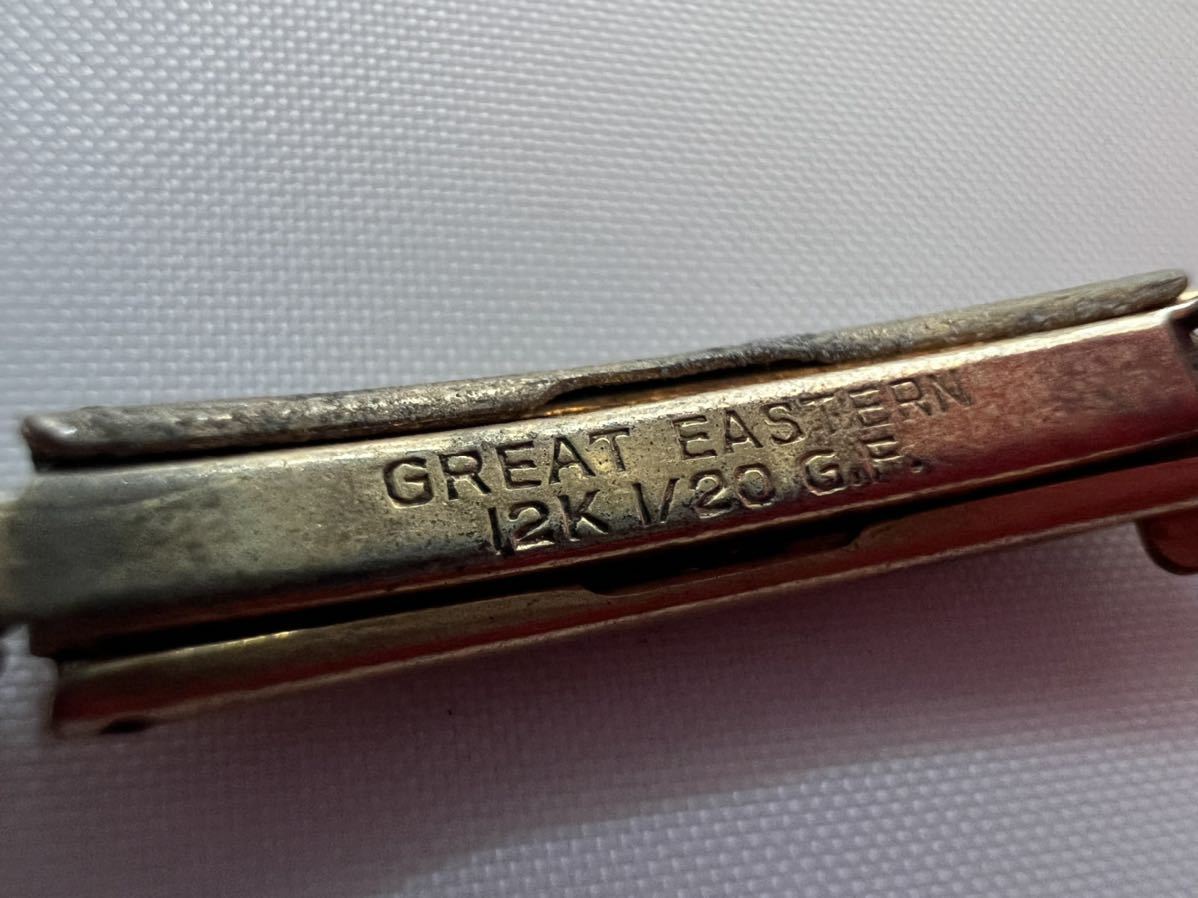 GREAT EASTERN
12K 1/20 G.F.